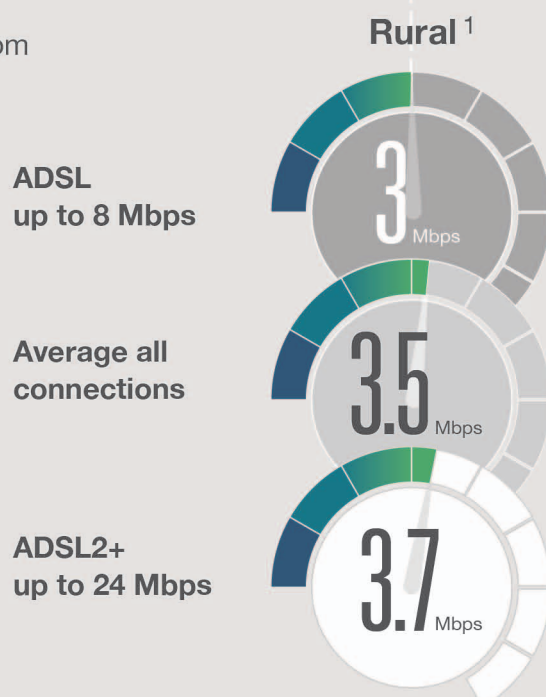 Rural 1
ADSL
up to 8 Mbps
3
Mbps
Average all
connections
3.5
Mbps
ADSL2+
up to 24 Mbps
3.7
Mbps